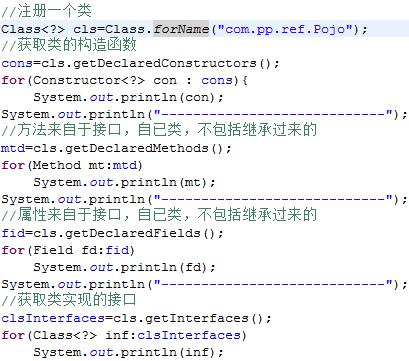 //注册一个类
Class<?> cls=Class.forName("com.pp.ref.Pojo");
//获取类的构造函数
cons=cls.getDeclaredConstructors();
for(Constructor<?> con : cons){
System.out.println(con);
System.out.println("----------------------------");
//方法来自于接口，自已类，不包括继承过来的
mtd=cls.getDeclaredMethods();
for(Method mt:mtd)
System.out.println(mt);
System.out.println("----------------------------");
//属性来自于接口，自已类，不包括继承过来的
fid=cls.getDeclaredFields();
for(Field fd:fid)
System.out.println(fd);
System.out.println("----------------------------");
//获取类实现的接口
clsInterfaces=cls.getInterfaces();
for(Class<?> inf:clsInterfaces)
System.out.println(inf);